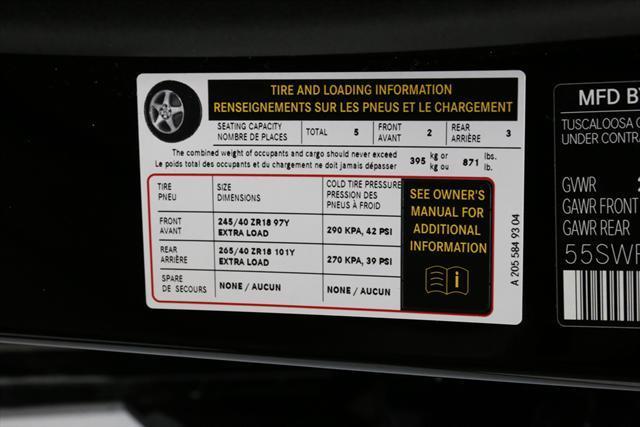 TIRE AND LOADING INFORMATION
RENSEIGNEMENTS SUR LES PNEUS ET LE CHARGEMENT
SEATING CAPACITY
NOMBRE DE PLACES
TOTAL 5
FRONT
AVANT
2
REAR
ARRIÈRE
3
The combined weight of occupants and cargo should never exceed
Le poids total des occupants et du chargement ne doit jamais dépasser
395 kg or
kg ou
871 lbs.
lb.
TIRE
PNEU
SIZE
DIMENSIONS
COLD TIRE PRESSURE
PRESSION DES
PNEUS À FROID
FRONT
AVANT
245/40 ZR18 97Y
EXTRA LOAD
290 KPA, 42 PSI
REAR
ARRIÈRE
265/40 ZR18 101Y
EXTRA LOAD
270 KPA, 39 PSI
SPARE
DE SECOURS
NONE / AUCUN
NONE / AUCUN
SEE OWNER'S
MANUAL FOR
ADDITIONAL
INFORMATION
i
A 205 584 93 04
MFD BY
TUSCALOOSA
UNDER CONTRA
GVWR
GAWR FRONT
GAWR REAR
55SWF